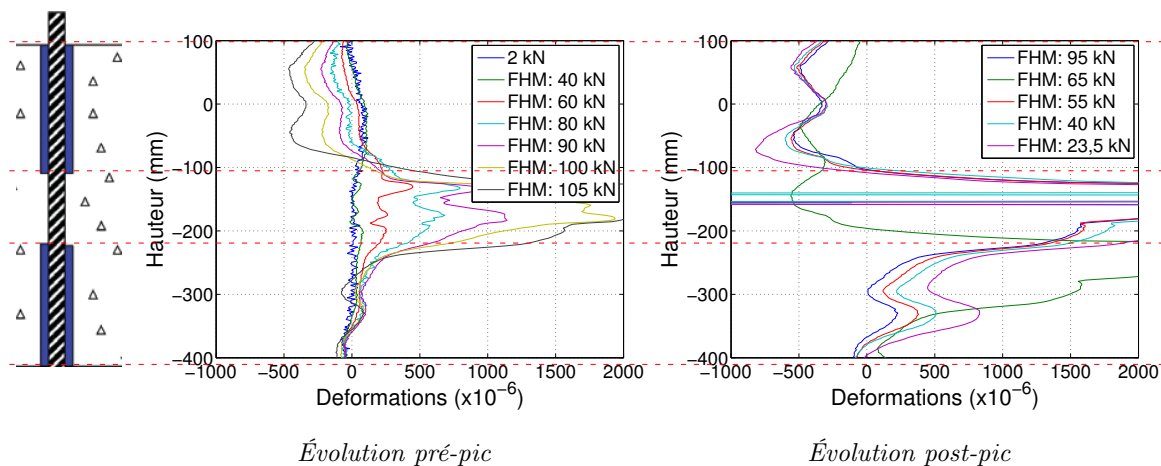 100
0
−100
−200
−300
−400
−1000
−500
0
500
1000
1500
2000
Hauteur (mm)
Deformations (x10⁻⁶)
2 kN
FHM: 40 kN
FHM: 60 kN
FHM: 80 kN
FHM: 90 kN
FHM: 100 kN
FHM: 105 kN
Évolution pré-pic
100
0
−100
−200
−300
−400
−1000
−500
0
500
1000
1500
2000
Hauteur (mm)
Deformations (x10⁻⁶)
FHM: 95 kN
FHM: 65 kN
FHM: 55 kN
FHM: 40 kN
FHM: 23,5 kN
Évolution post-pic